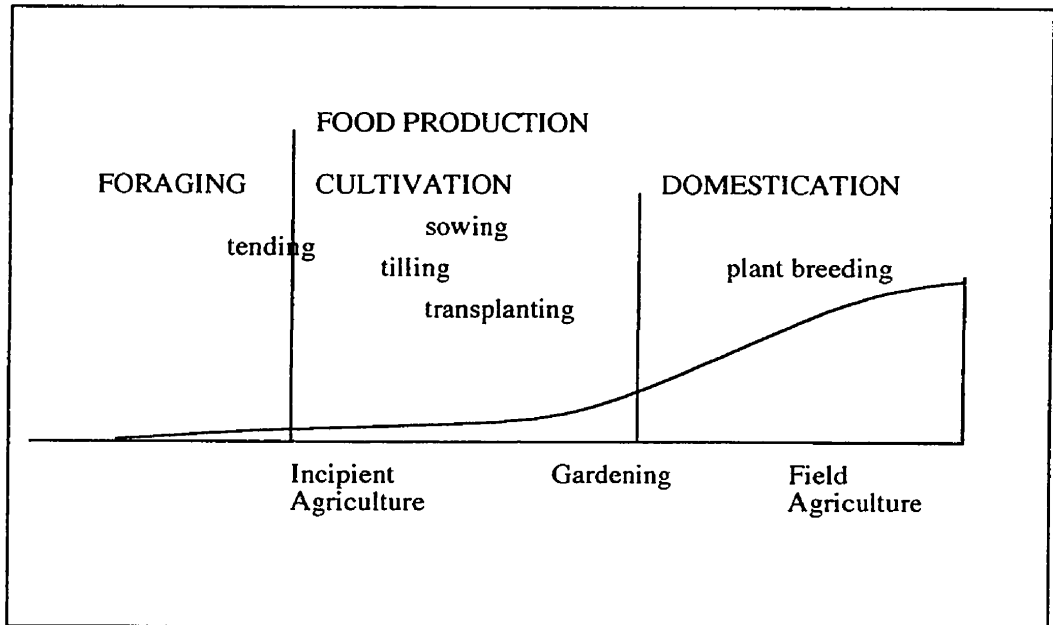 FOOD PRODUCTION
FORAGING CULTIVATION DOMESTICATION
sowing
tending
tilling plant breeding
transplanting
Incipient Gardening Field
Agriculture Agriculture